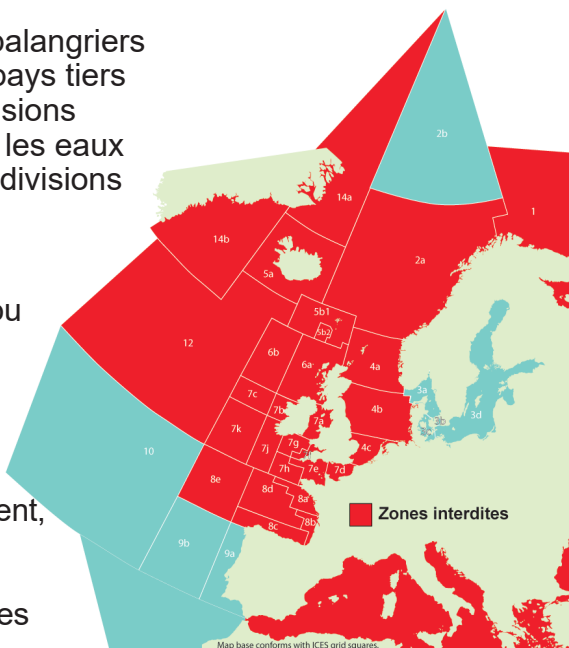 palangriers
pays tiers
sions
les eaux
divisions
ou
ent,
es
2b
1
14a
14b
2a
5a
5b1
5b2
12
6b
6a
4a
3a
7c
7b
7a
4b
3b
3d
7k
7j
7g
4c
10
7h
7e
7d
8e
8d
8a
8b
8c
9b
9a
Zones interdites
Map base conforms with ICES grid squares.